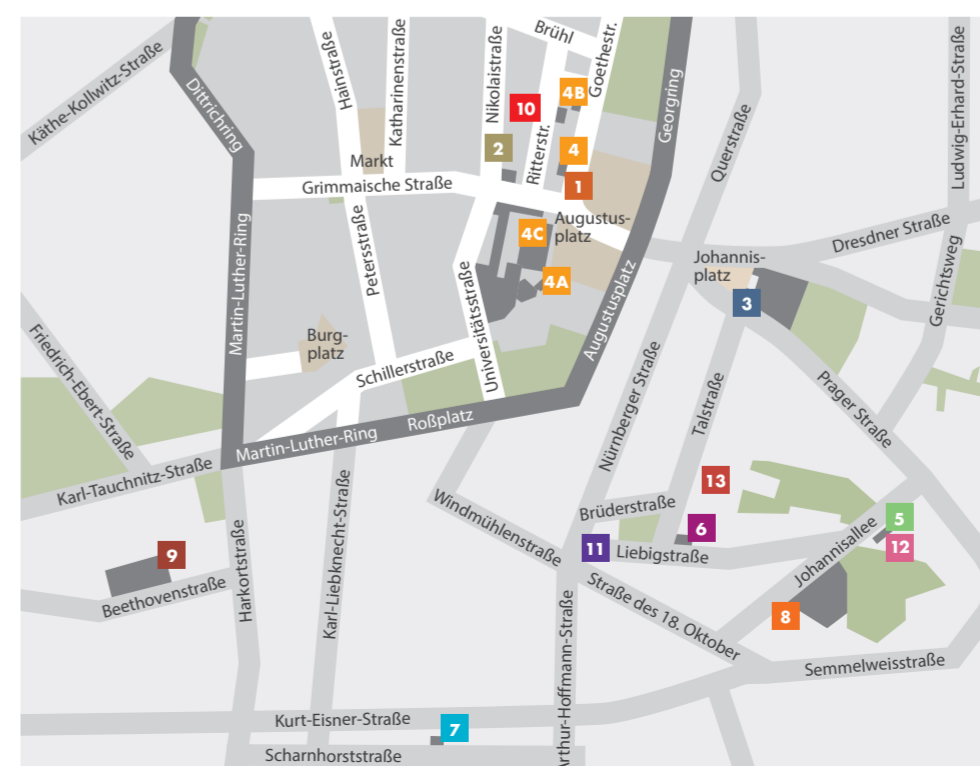 Brühl
Goethestr.
Hainstraße
Katharinenstraße
Nikolaistraße
Ritterstr.
Georgring
Käthe-Kollwitz-Straße
Dittrichring
Querstraße
Ludwig-Erhard-Straße
4B
10
2
4
1
Markt
Grimmaische Straße
Augustus-
platz
4C
4A
Johannis-
platz
3
Dresdner Straße
Gerichtsweg
Martin-Luther-Ring
Petersstraße
Universitätsstraße
Augustusplatz
Burg-
platz
Schillerstraße
Friedrich-Ebert-Straße
Nürnberger Straße
Talstraße
Prager Straße
Martin-Luther-Ring
Roßplatz
Karl-Tauchnitz-Straße
Windmühlenstraße
13
Brüderstraße
6
11
Liebigstraße
5
12
Johannisallee
9
Beethovenstraße
Harkortstraße
Karl-Liebknecht-Straße
Straße des 18. Oktober
8
Semmelweisstraße
Arthur-Hoffmann-Straße
Kurt-Eisner-Straße
7
Scharnhorststraße